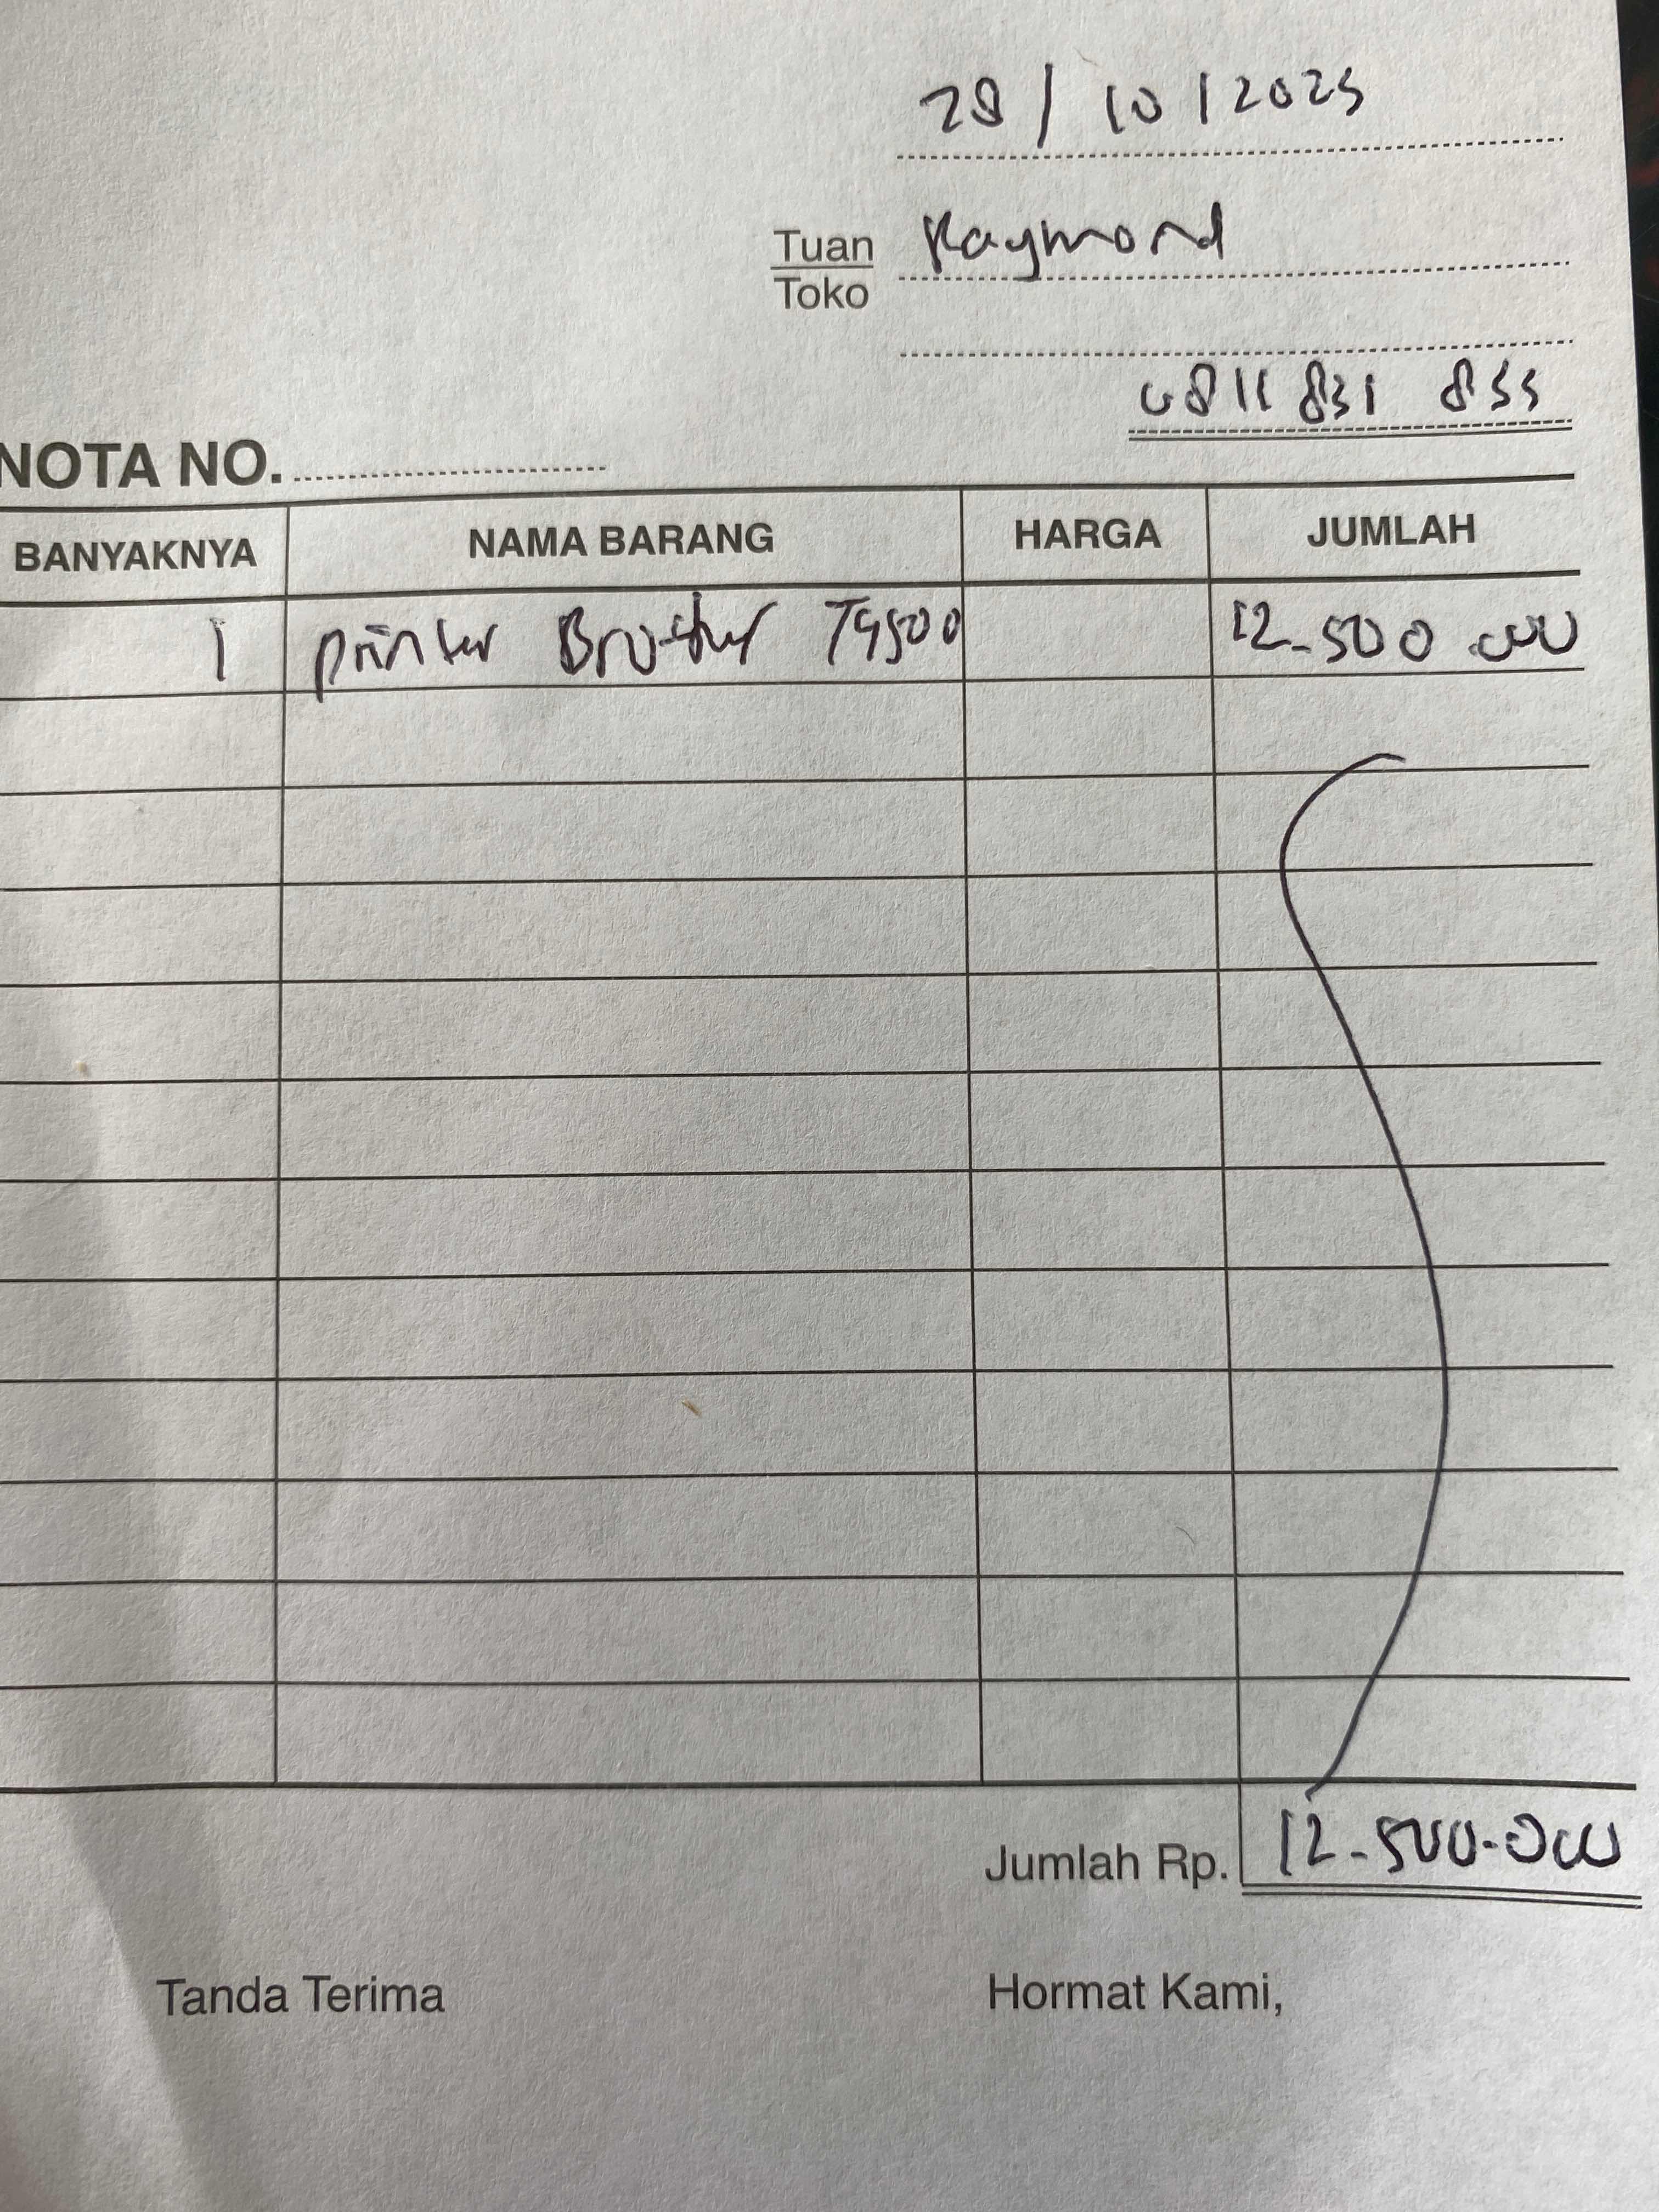 28/10/2025
Tuan Raymond
Toko
0811 831 855
NOTA NO.
BANYAKNYA NAMA BARANG HARGA JUMLAH
1 printer Brother T4500 12.500.000
Jumlah Rp. 12.500.000
Tanda Terima Hormat Kami,